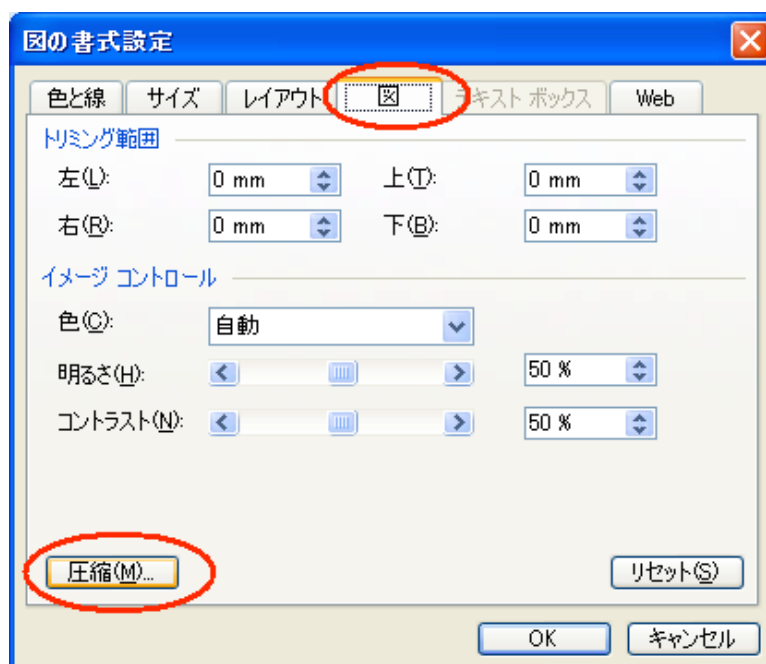 図の書式設定
色と線 サイズ レイアウト 図 テキスト ボックス Web
トリミング範囲
左(L): 0 mm 上(T): 0 mm
右(R): 0 mm 下(B): 0 mm
イメージ コントロール
色(C): 自動
明るさ(H): 50 %
コントラスト(N): 50 %
圧縮(M)... リセット(S)
OK キャンセル